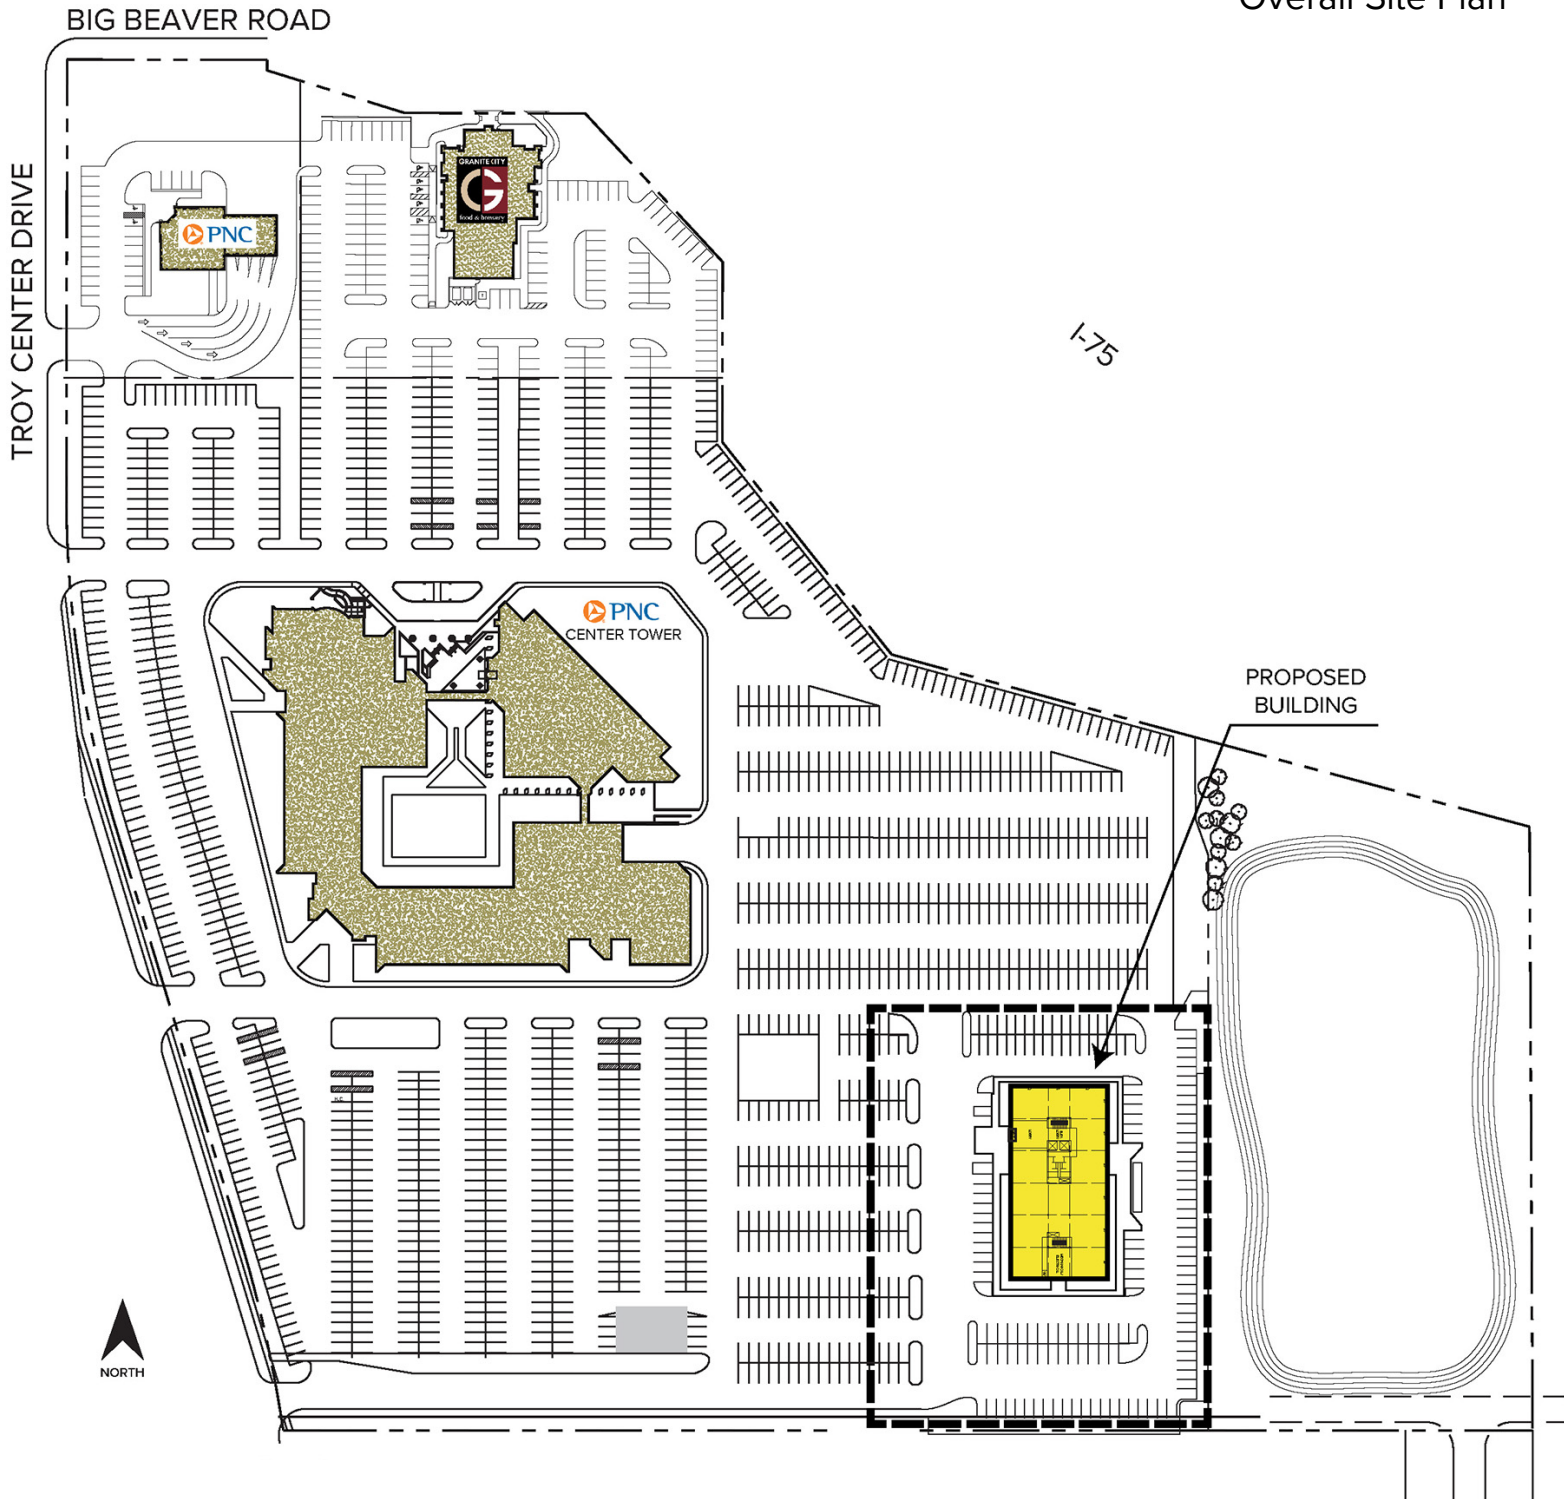 Overall Site Plan
BIG BEAVER ROAD
TROY CENTER DRIVE
GRANITE CITY
CG
food & brewery
PNC
I-75
PNC
CENTER TOWER
PROPOSED
BUILDING
NORTH